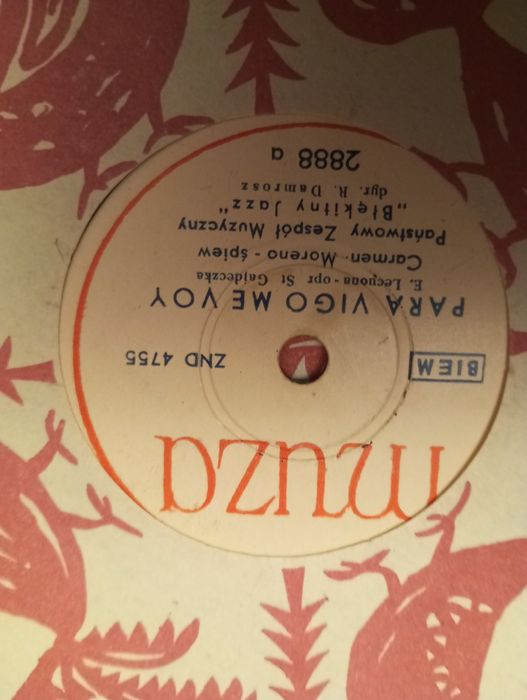 muza
BIEM ZND 4755
PARA VIGO ME VOY
E. Lecuona - opr St Gajdeczka
Carmen Moreno - śpiew
Państwowy Zespół Muzyczny
„Błękitny Jazz"
dyr. R. Damrosz
2888 a